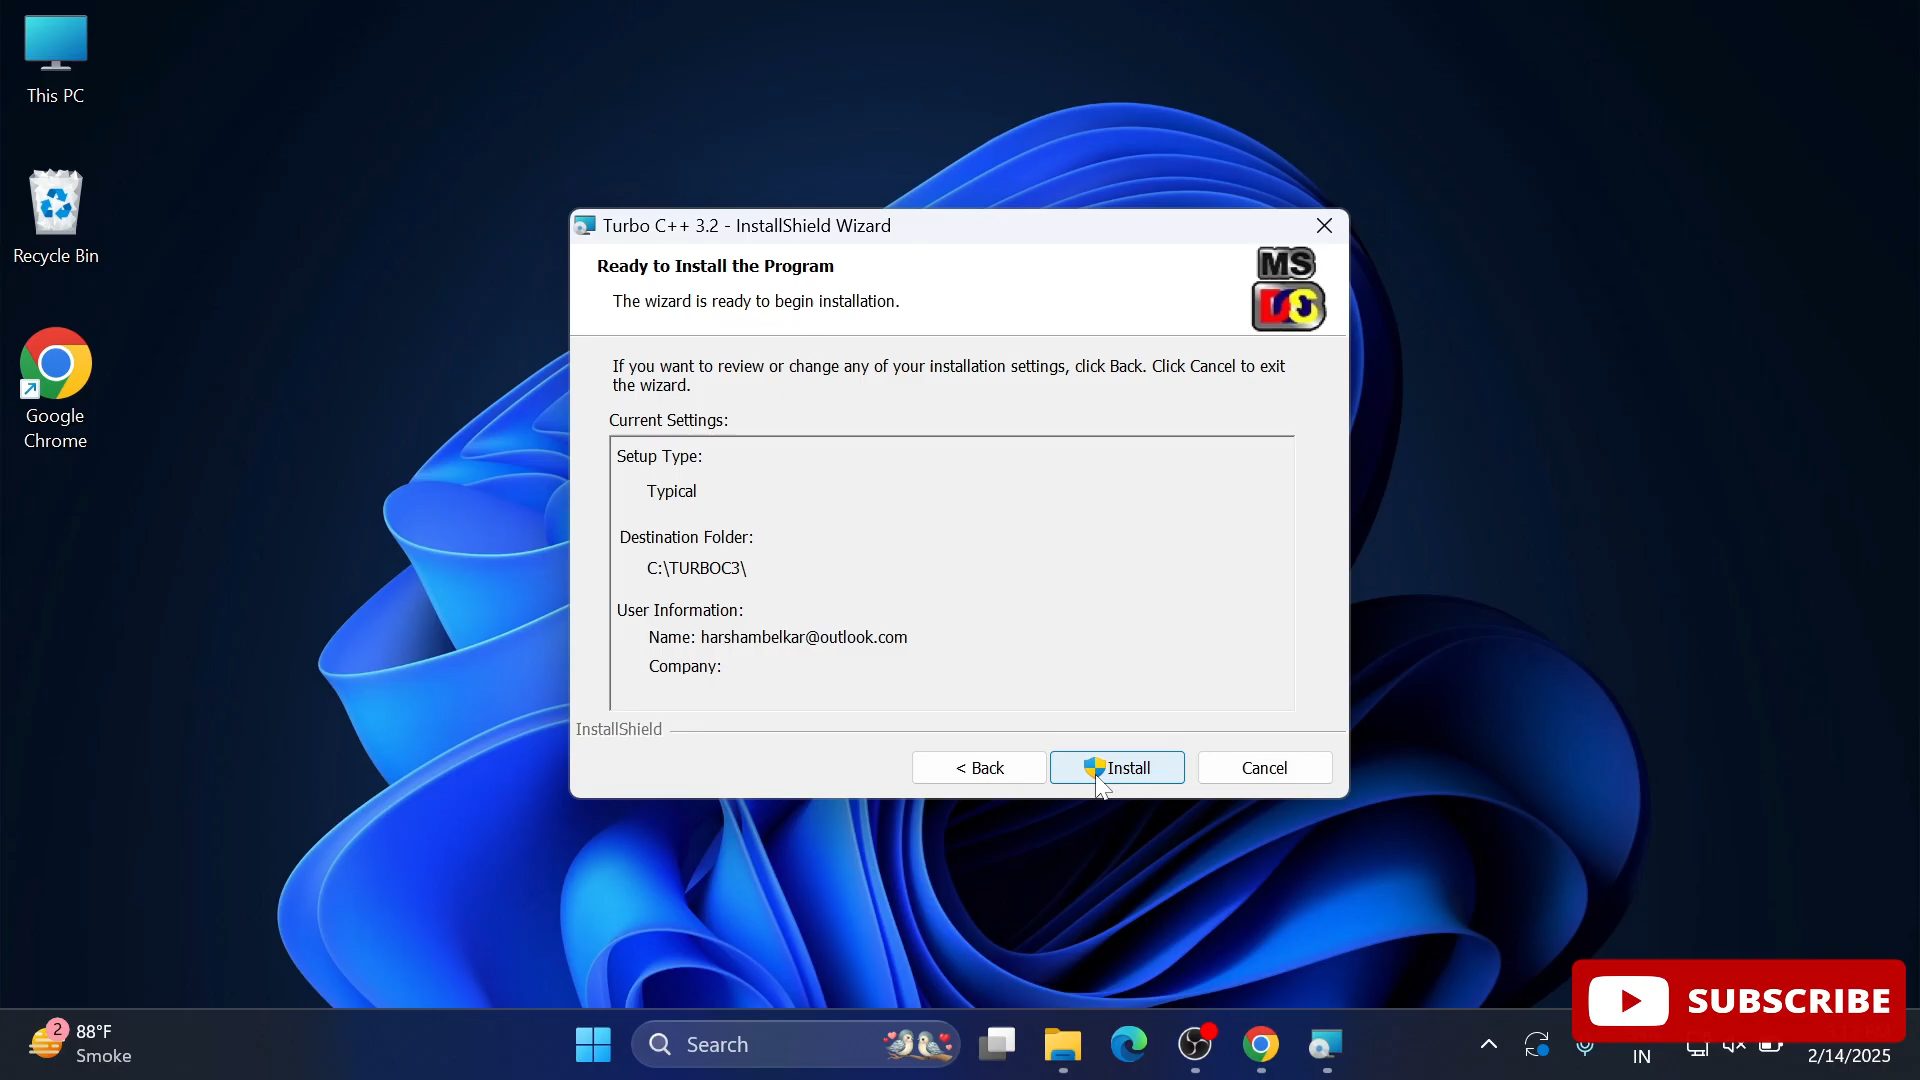 This PC
Recycle Bin
Google
Chrome
Turbo C++ 3.2 - InstallShield Wizard
Ready to Install the Program
The wizard is ready to begin installation.
MS
DOS
If you want to review or change any of your installation settings, click Back. Click Cancel to exit
the wizard.
Current Settings:
Setup Type:
Typical
Destination Folder:
C:\TURBOC3\
User Information:
Name: harshambelkar@outlook.com
Company:
InstallShield
< Back
Install
Cancel
SUBSCRIBE
2
88°F
Smoke
Search
IN
2/14/2025